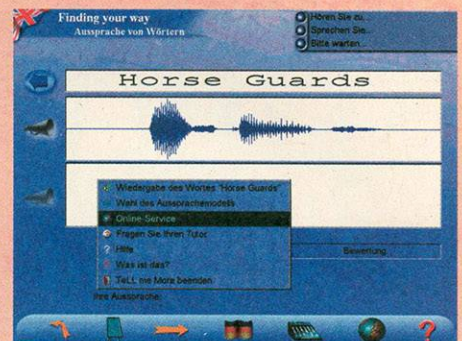 Finding your way
Aussprache von Wörtern
Hören Sie zu...
Sprechen Sie...
Bitte warten...
Horse Guards
Wiedergabe des Wortes "Horse Guards"
Wahl des Aussprachemodells
Online-Service
Fragen Sie Ihren Tutor
? Hilfe
Was ist das?
TeLL me More beenden
Bewertung
Ihre Aussprache:
?